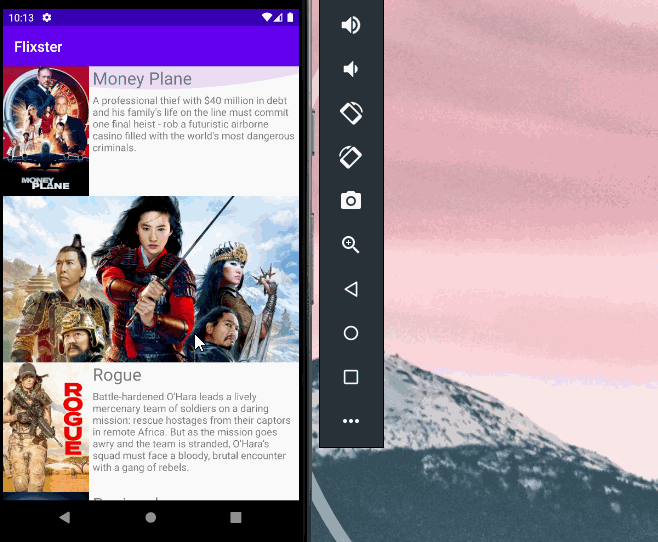 10:13
Flixster
Money Plane
A professional thief with $40 million in debt
and his family's life on the line must commit
one final heist - rob a futuristic airborne
casino filled with the world's most dangerous
criminals.
MONEY
PLANE
Rogue
ROGUE
Battle-hardened O'Hara leads a lively
mercenary team of soldiers on a daring
mission: rescue hostages from their captors
in remote Africa. But as the mission goes
awry and the team is stranded, O'Hara's
squad must face a bloody, brutal encounter
with a gang of rebels.